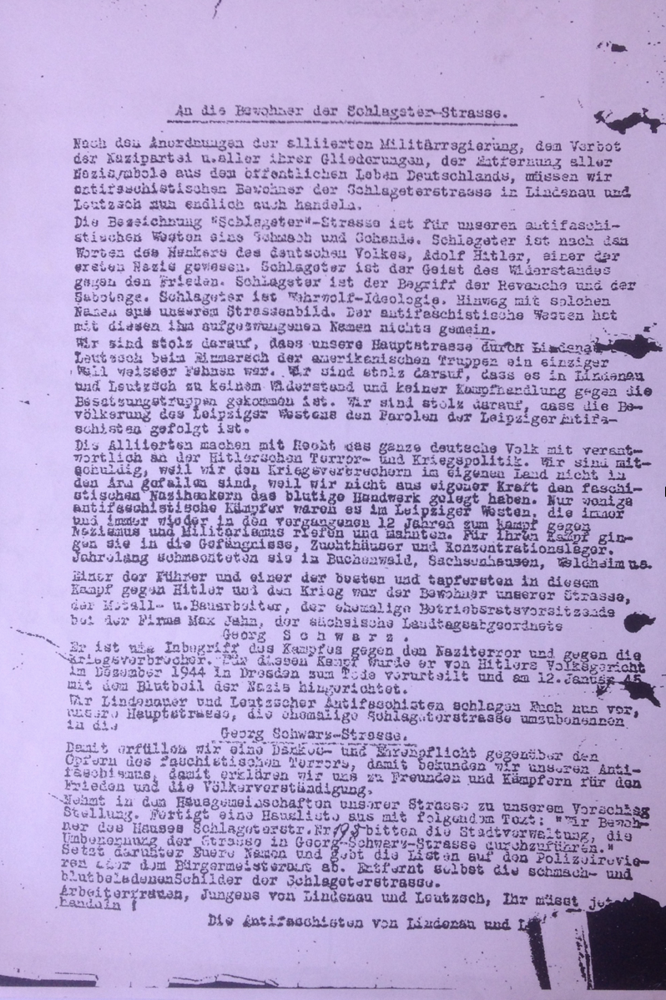 An die Bewohner der Schlageter-Strasse.
Nach den Anordnungen der alliierten Militärregierung, dem Verbot
der Nazipartei u.aller ihrer Gliederungen, der Entfernung aller
Nazisymbole aus dem öffentlichen Leben Deutschlands, müssen wir
antifaschistischen Bewohner der Schlageterstrasse in Lindenau und
Leutzsch nun endlich auch handeln.
Die Bezeichnung "Schlageter"-Strasse ist für unseren antifaschi-
stischen Westen eine Schmach und Schande. Schlageter ist nach den
Worten des Henkers des deutschen Volkes, Adolf Hitler, einer der
ersten Nazis gewesen. Schlageter ist der Geist des Widerstandes
gegen den Frieden. Schlageter ist der Begriff der Revanche und der
Sabotage. Schlageter ist Wehrwolf-Ideologie. Hinweg mit solchen
Namen aus unserem Strassenbild. Der antifaschistische Westen hat
mit diesen ihm aufgezwungenen Namen nichts gemein.
Wir sind stolz darauf, dass unsere Hauptstrasse durch Lindenau
Leutzsch beim Einmarsch der amerikanischen Truppen ein einziger
Wall weisser Fahnen war. Wir sind stolz darauf, dass es in Lindenau
und Leutzsch zu keinem Widerstand und keiner Kampfhandlung gegen die
Besatzungstruppen gekommen ist. Wir sind stolz darauf, dass die Be-
völkerung des Leipziger Westens den Parolen der Leipziger Antifa-
schisten gefolgt ist.
Die Alliierten machen mit Recht das ganze deutsche Volk mit verant-
wortlich an der Hitlerschen Terror- und Kriegspolitik. Wir sind mit-
schuldig, weil wir den Kriegsverbrechern im eigenen Land nicht in
den Arm gefallen sind, weil wir nicht aus eigener Kraft den faschi-
stischen Nazihenkern das blutige Handwerk gelegt haben. Nur wenige
antifaschistische Kämpfer waren es im Leipziger Westen, die immer
und immer wieder in den vergangenen 12 Jahren zum Kampf gegen
Nazismus und Militarismus riefen und mahnten. Für ihren Kampf gin-
gen sie in die Gefängnisse, Zuchthäuser und Konzentrationslager.
Jahrelang schmachteten sie in Buchenwald, Sachsenhausen, Waldheim us.
Einer der Führer und einer der besten und tapfersten in diesem
Kampf gegen Hitler und den Krieg war der Bewohner unserer Strasse,
der Metall- u.Bauarbeiter, der ehemalige Betriebsratsvorsitzende
bei der Firma Max Jahn, der sächsische Landtagsabgeordnete
Georg Schwarz.
Er ist uns Inbegriff des Kampfes gegen den Naziterror und gegen die
Kriegsverbrecher. Für diesen Kampf wurde er von Hitlers Volksgericht
im Dezember 1944 in Dresden zum Tode verurteilt und am 12.Januar 45
mit dem Blutbeil der Nazis hingerichtet.
Wir Lindenauer und Leutzscher Antifaschisten schlagen Euch nun vor,
unsere Hauptstrasse, die ehemalige Schlageterstrasse umzubenennen
in die
Georg Schwarz-Strasse.
Damit erfüllen wir eine Dankes- und Ehrenpflicht gegenüber den
Opfern des faschistischen Terrors, damit bekunden wir unseren Anti-
faschismus, damit erklären wir uns zu Freunden und Kämpfern für den
Frieden und die Völkerverständigung.
Nehmt in den Hausgemeinschaften unserer Strasse zu unserem Vorschlag
Stellung. Fertigt eine Hausliste aus mit folgendem Text: "Wir Bewoh-
ner des Hauses Schlageterstr.Nr 195 bitten die Stadtverwaltung, die
Umbenennung der Strasse in Georg-Schwarz-Strasse durchzuführen."
Setzt darunter Euere Namen und gebt die Listen auf den Polizeirevie-
ren oder dem Bürgermeisteramt ab. Entfernt selbst die schmach- und
blutbeladenenSchilder der Schlageterstrasse.
Arbeiterfrauen, Jungens von Lindenau und Leutzsch, Ihr müsst
handeln !
Die Antifaschisten von Lindenau und